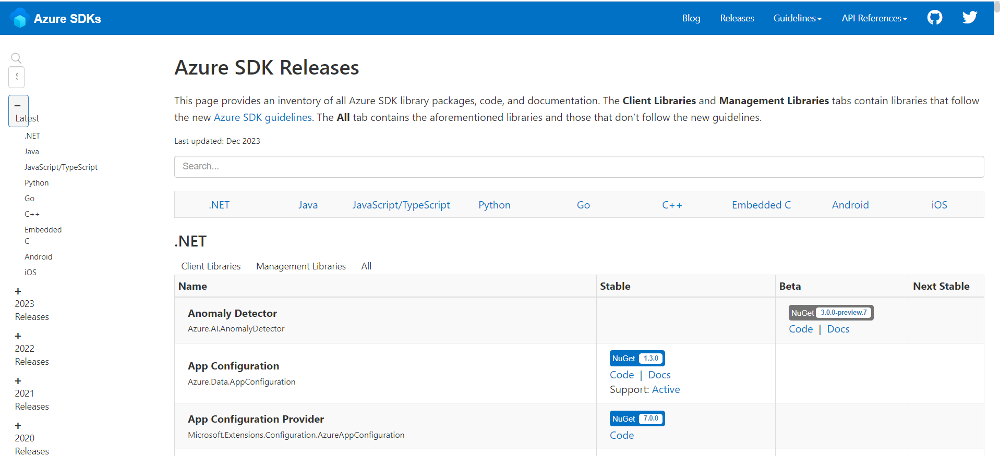 Azure SDKs
Blog Releases Guidelines API References
Azure SDK Releases
This page provides an inventory of all Azure SDK library packages, code, and documentation. The Client Libraries and Management Libraries tabs contain libraries that follow
the new Azure SDK guidelines. The All tab contains the aforementioned libraries and those that don’t follow the new guidelines.
Last updated: Dec 2023
Search...
− Latest
.NET
Java
JavaScript/TypeScript
Python
Go
C++
Embedded
C
Android
iOS
+
2023
Releases
+
2022
Releases
+
2021
Releases
+
2020
Releases
.NET Java JavaScript/TypeScript Python Go C++ Embedded C Android iOS
.NET
Client Libraries Management Libraries All
Name Stable Beta Next Stable
Anomaly Detector
Azure.AI.AnomalyDetector
NuGet 3.0.0-preview.7
Code | Docs
App Configuration
Azure.Data.AppConfiguration
NuGet 1.3.0
Code | Docs
Support: Active
App Configuration Provider
Microsoft.Extensions.Configuration.AzureAppConfiguration
NuGet 7.0.0
Code